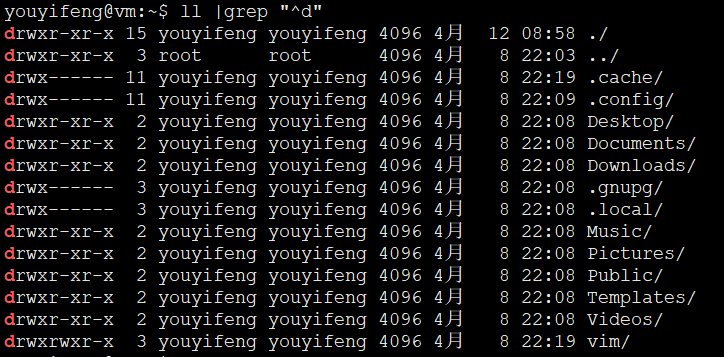 youyifeng@vm:~$ ll |grep "^d"
drwxr-xr-x 15 youyifeng youyifeng 4096 4月  12 08:58 ./
drwxr-xr-x  3 root      root      4096 4月   8 22:03 ../
drwx------ 11 youyifeng youyifeng 4096 4月   8 22:19 .cache/
drwx------ 11 youyifeng youyifeng 4096 4月   8 22:09 .config/
drwxr-xr-x  2 youyifeng youyifeng 4096 4月   8 22:08 Desktop/
drwxr-xr-x  2 youyifeng youyifeng 4096 4月   8 22:08 Documents/
drwxr-xr-x  2 youyifeng youyifeng 4096 4月   8 22:08 Downloads/
drwx------  3 youyifeng youyifeng 4096 4月   8 22:08 .gnupg/
drwx------  3 youyifeng youyifeng 4096 4月   8 22:08 .local/
drwxr-xr-x  2 youyifeng youyifeng 4096 4月   8 22:08 Music/
drwxr-xr-x  2 youyifeng youyifeng 4096 4月   8 22:08 Pictures/
drwxr-xr-x  2 youyifeng youyifeng 4096 4月   8 22:08 Public/
drwxr-xr-x  2 youyifeng youyifeng 4096 4月   8 22:08 Templates/
drwxr-xr-x  2 youyifeng youyifeng 4096 4月   8 22:08 Videos/
drwxrwxr-x  3 youyifeng youyifeng 4096 4月   8 22:19 vim/